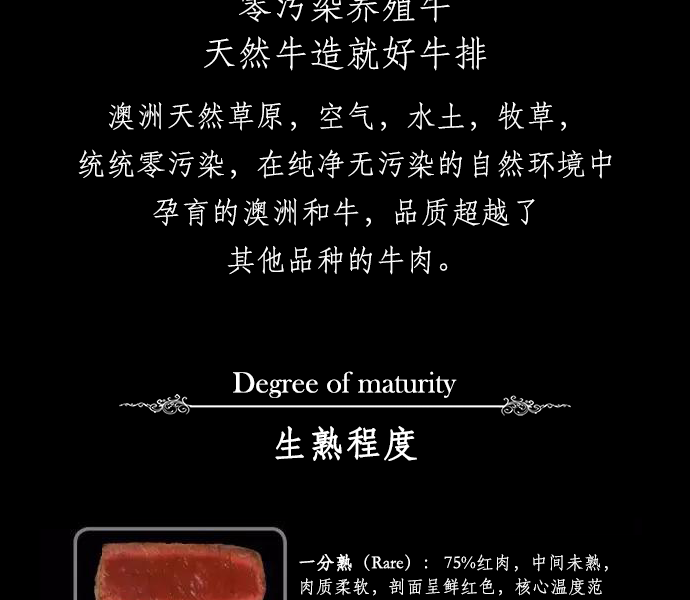 零污染养殖牛
天然牛造就好牛排
澳洲天然草原，空气，水土，牧草，
统统零污染，在纯净无污染的自然环境中
孕育的澳洲和牛，品质超越了
其他品种的牛肉。
Degree of maturity
生熟程度
一分熟（Rare）：75%红肉，中间未熟，
肉质柔软，剖面呈鲜红色，核心温度范